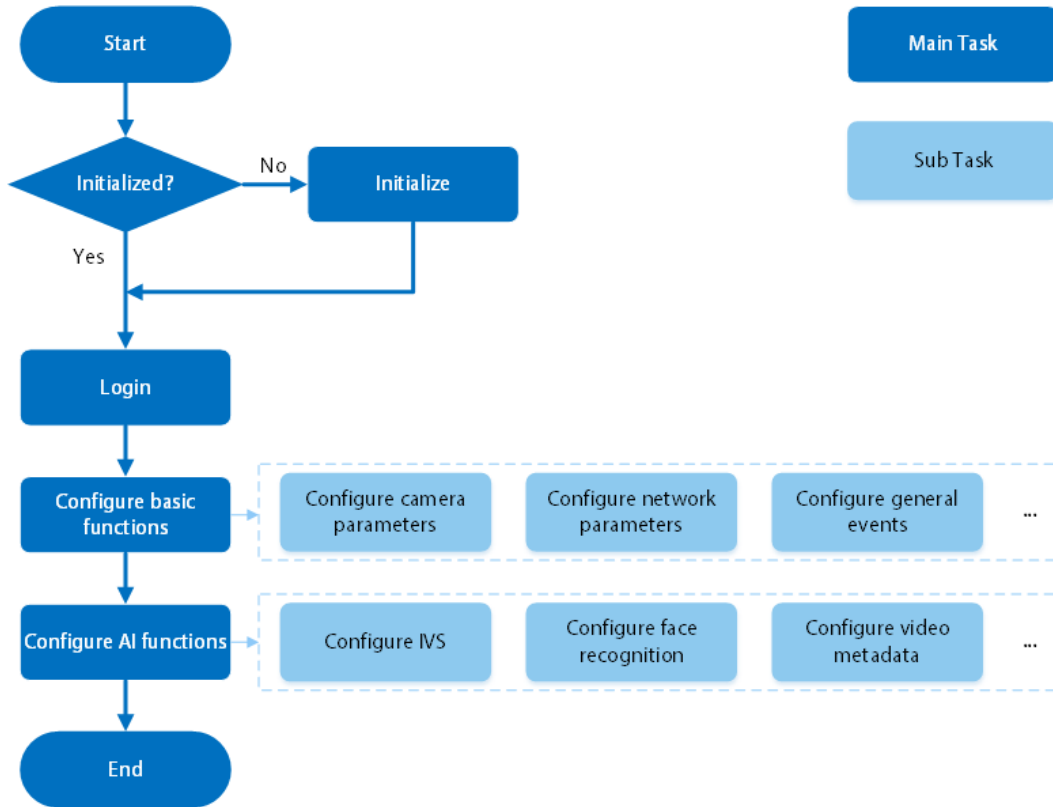 Start
Main Task
Sub Task
Initialized?
No
Initialize
Yes
Login
Configure basic
functions
Configure camera
parameters
Configure network
parameters
Configure general
events
...
Configure AI functions
Configure IVS
Configure face
recognition
Configure video
metadata
...
End